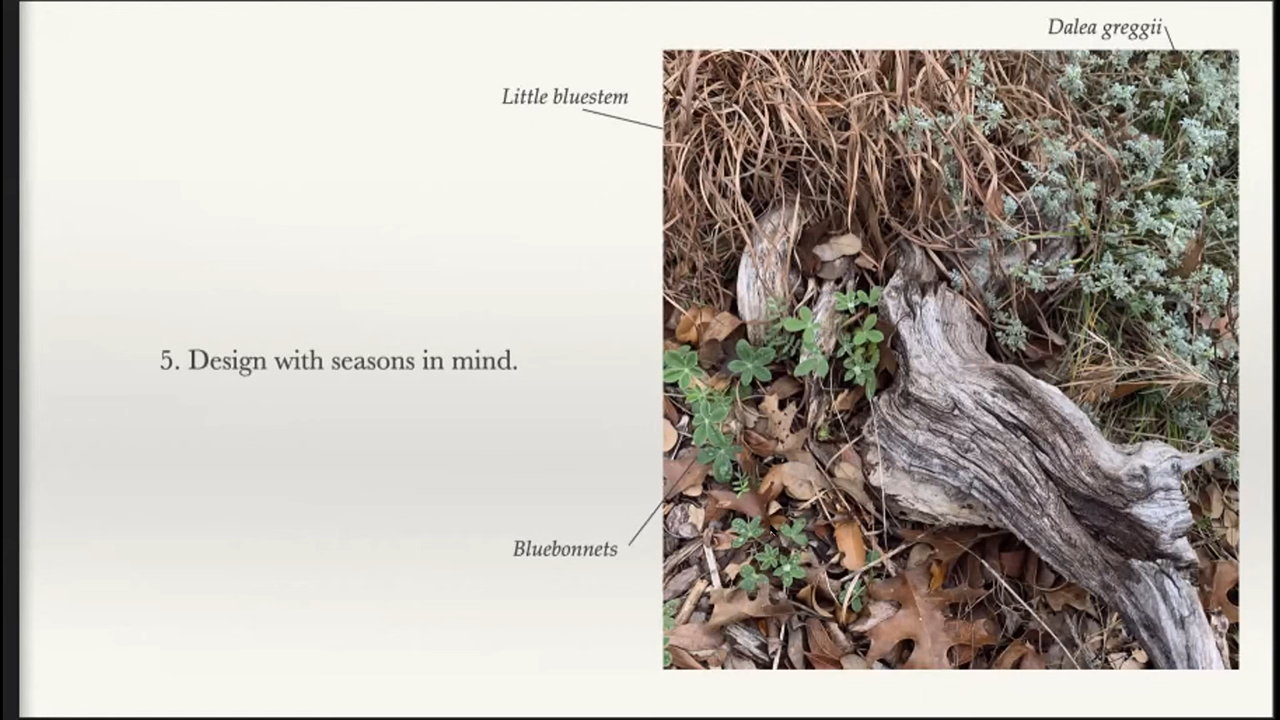 Dalea greggii
Little bluestem
5. Design with seasons in mind.
Bluebonnets